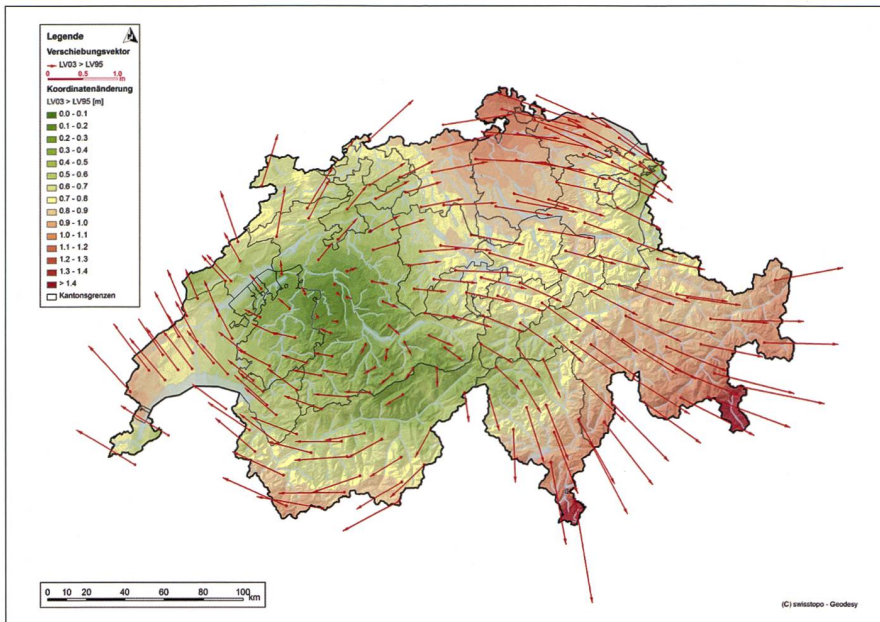 Legende
Verschiebungsvektor
LV03 > LV95
0 0.5 1.0
m
Koordinatenänderung
LV03 > LV95 [m]
0.0 - 0.1
0.1 - 0.2
0.2 - 0.3
0.3 - 0.4
0.4 - 0.5
0.5 - 0.6
0.6 - 0.7
0.7 - 0.8
0.8 - 0.9
0.9 - 1.0
1.0 - 1.1
1.1 - 1.2
1.2 - 1.3
1.3 - 1.4
> 1.4
Kantonsgrenzen
0 10 20 40 60 80 100
km
(C) swisstopo - Geodesy